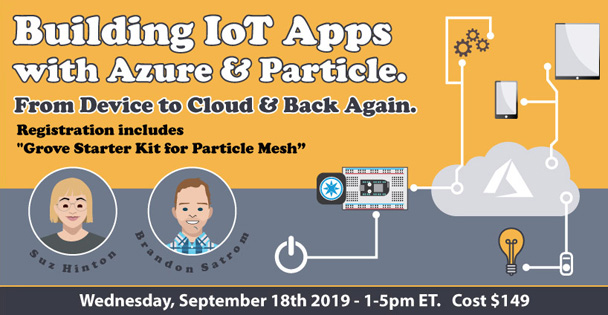 Building IoT Apps
with Azure & Particle.
From Device to Cloud & Back Again.
Registration includes
"Grove Starter Kit for Particle Mesh”
Suz Hinton
Brandon Satrom
Wednesday, September 18th 2019 - 1-5pm ET. Cost $149